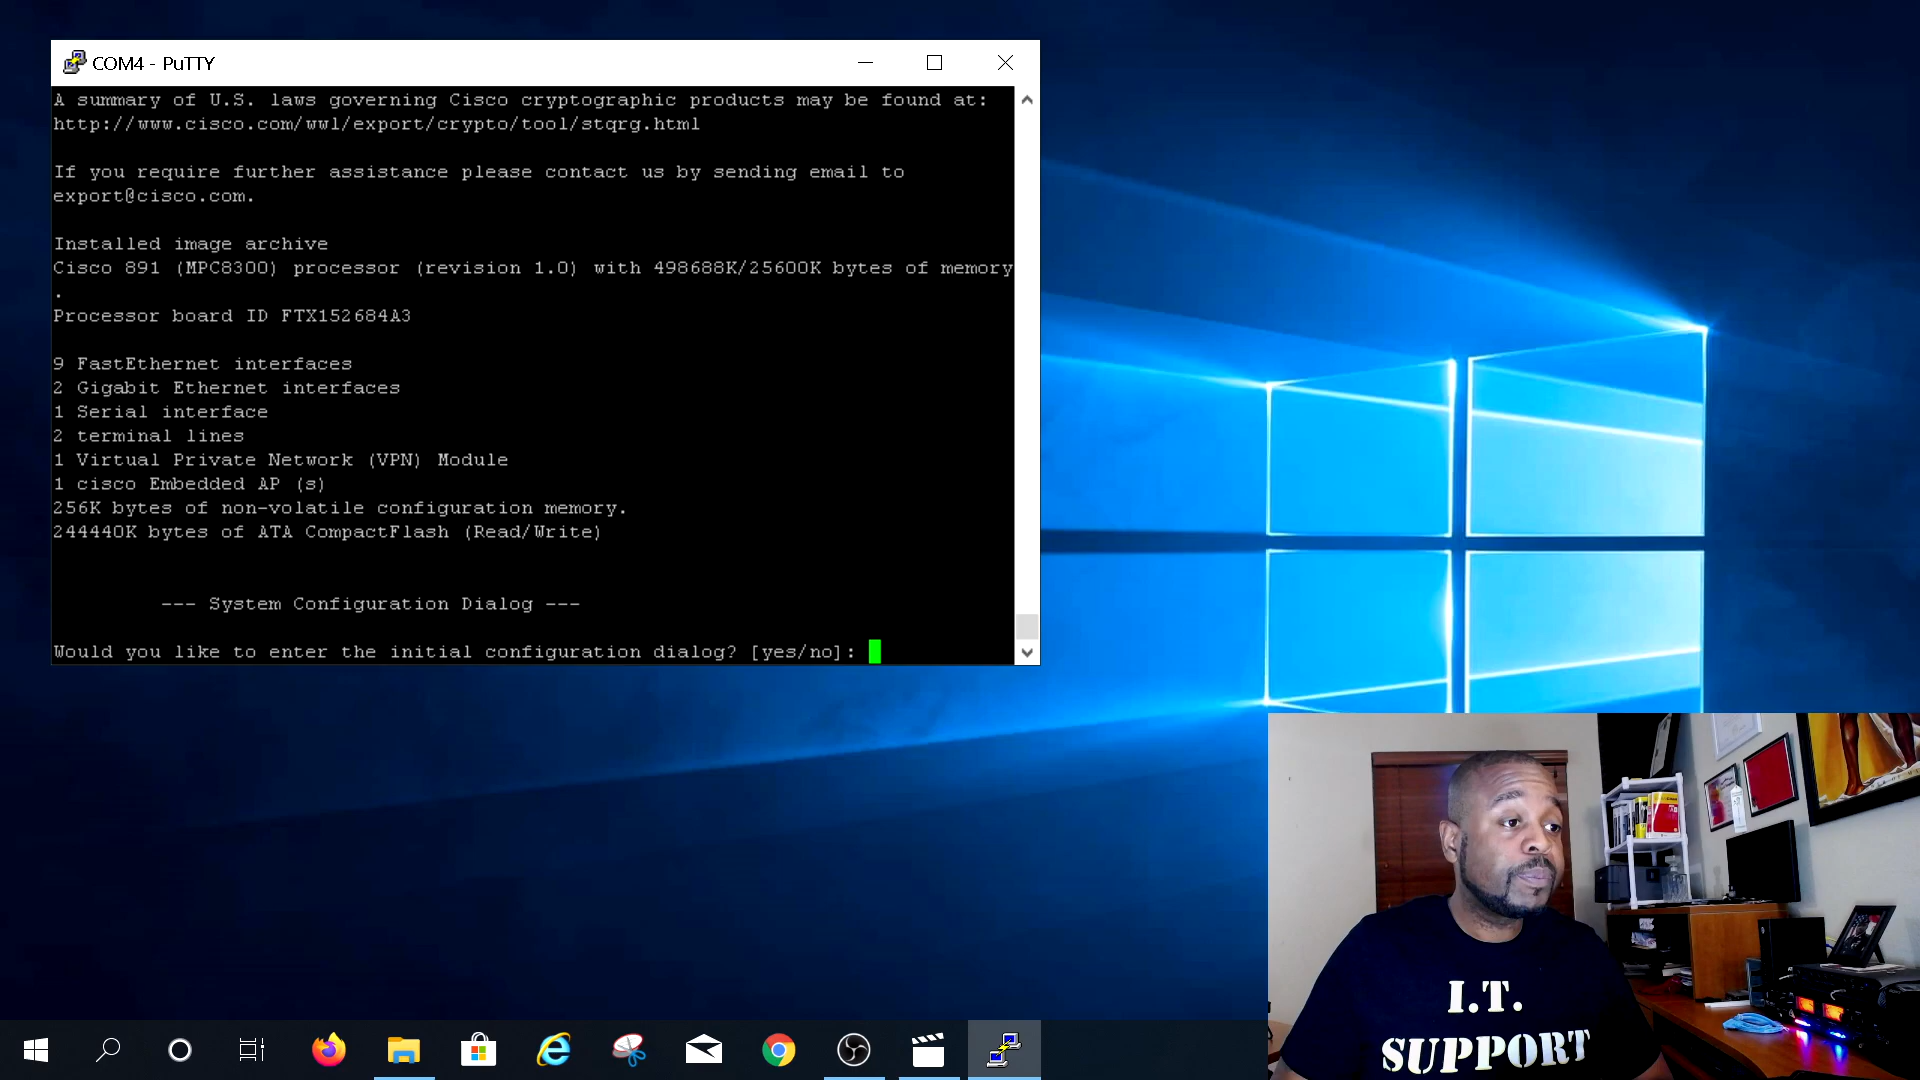 COM4 - PuTTY
A summary of U.S. laws governing Cisco cryptographic products may be found at:
http://www.cisco.com/wwl/export/crypto/tool/stqrg.html
If you require further assistance please contact us by sending email to
export@cisco.com.
Installed image archive
Cisco 891 (MPC8300) processor (revision 1.0) with 498688K/25600K bytes of memory
.
Processor board ID FTX152684A3
9 FastEthernet interfaces
2 Gigabit Ethernet interfaces
1 Serial interface
2 terminal lines
1 Virtual Private Network (VPN) Module
1 cisco Embedded AP (s)
256K bytes of non-volatile configuration memory.
244440K bytes of ATA CompactFlash (Read/Write)
--- System Configuration Dialog ---
Would you like to enter the initial configuration dialog? [yes/no]:
I.T.
SUPPORT